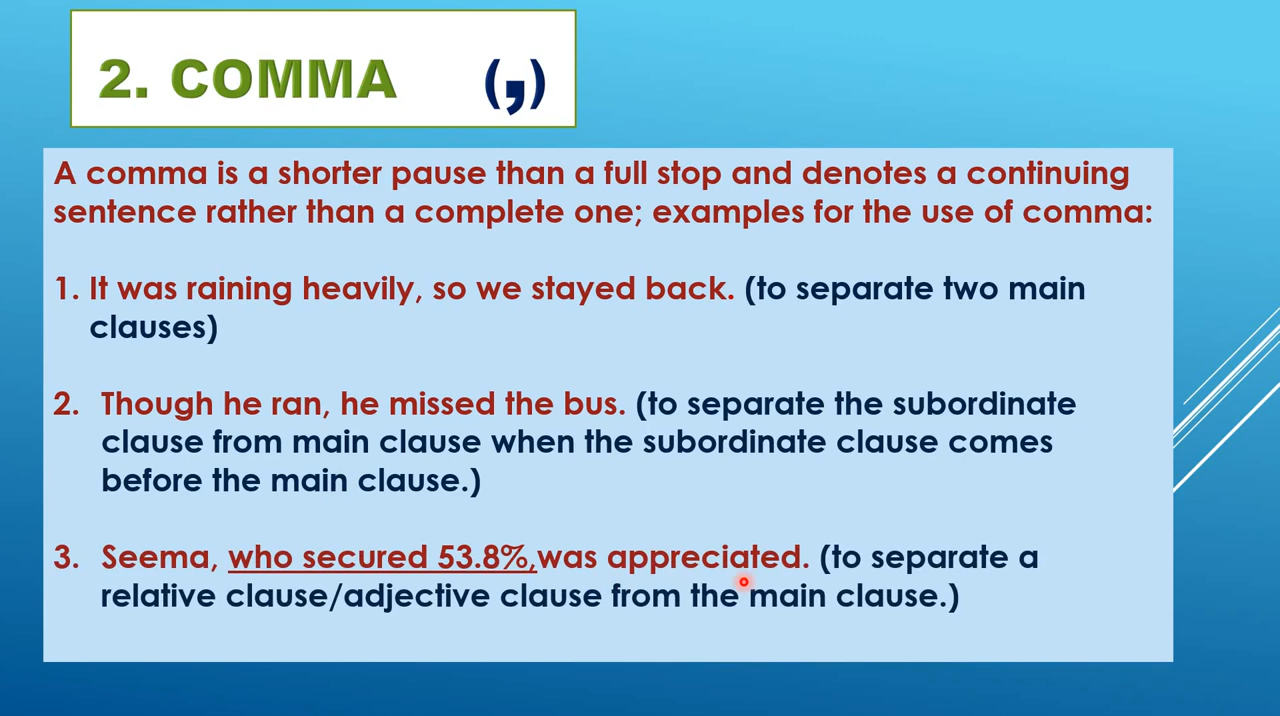 2. COMMA (,)
A comma is a shorter pause than a full stop and denotes a continuing
sentence rather than a complete one; examples for the use of comma:
1. It was raining heavily, so we stayed back. (to separate two main
clauses)
2. Though he ran, he missed the bus. (to separate the subordinate
clause from main clause when the subordinate clause comes
before the main clause.)
3. Seema, who secured 53.8%,was appreciated. (to separate a
relative clause/adjective clause from the main clause.)